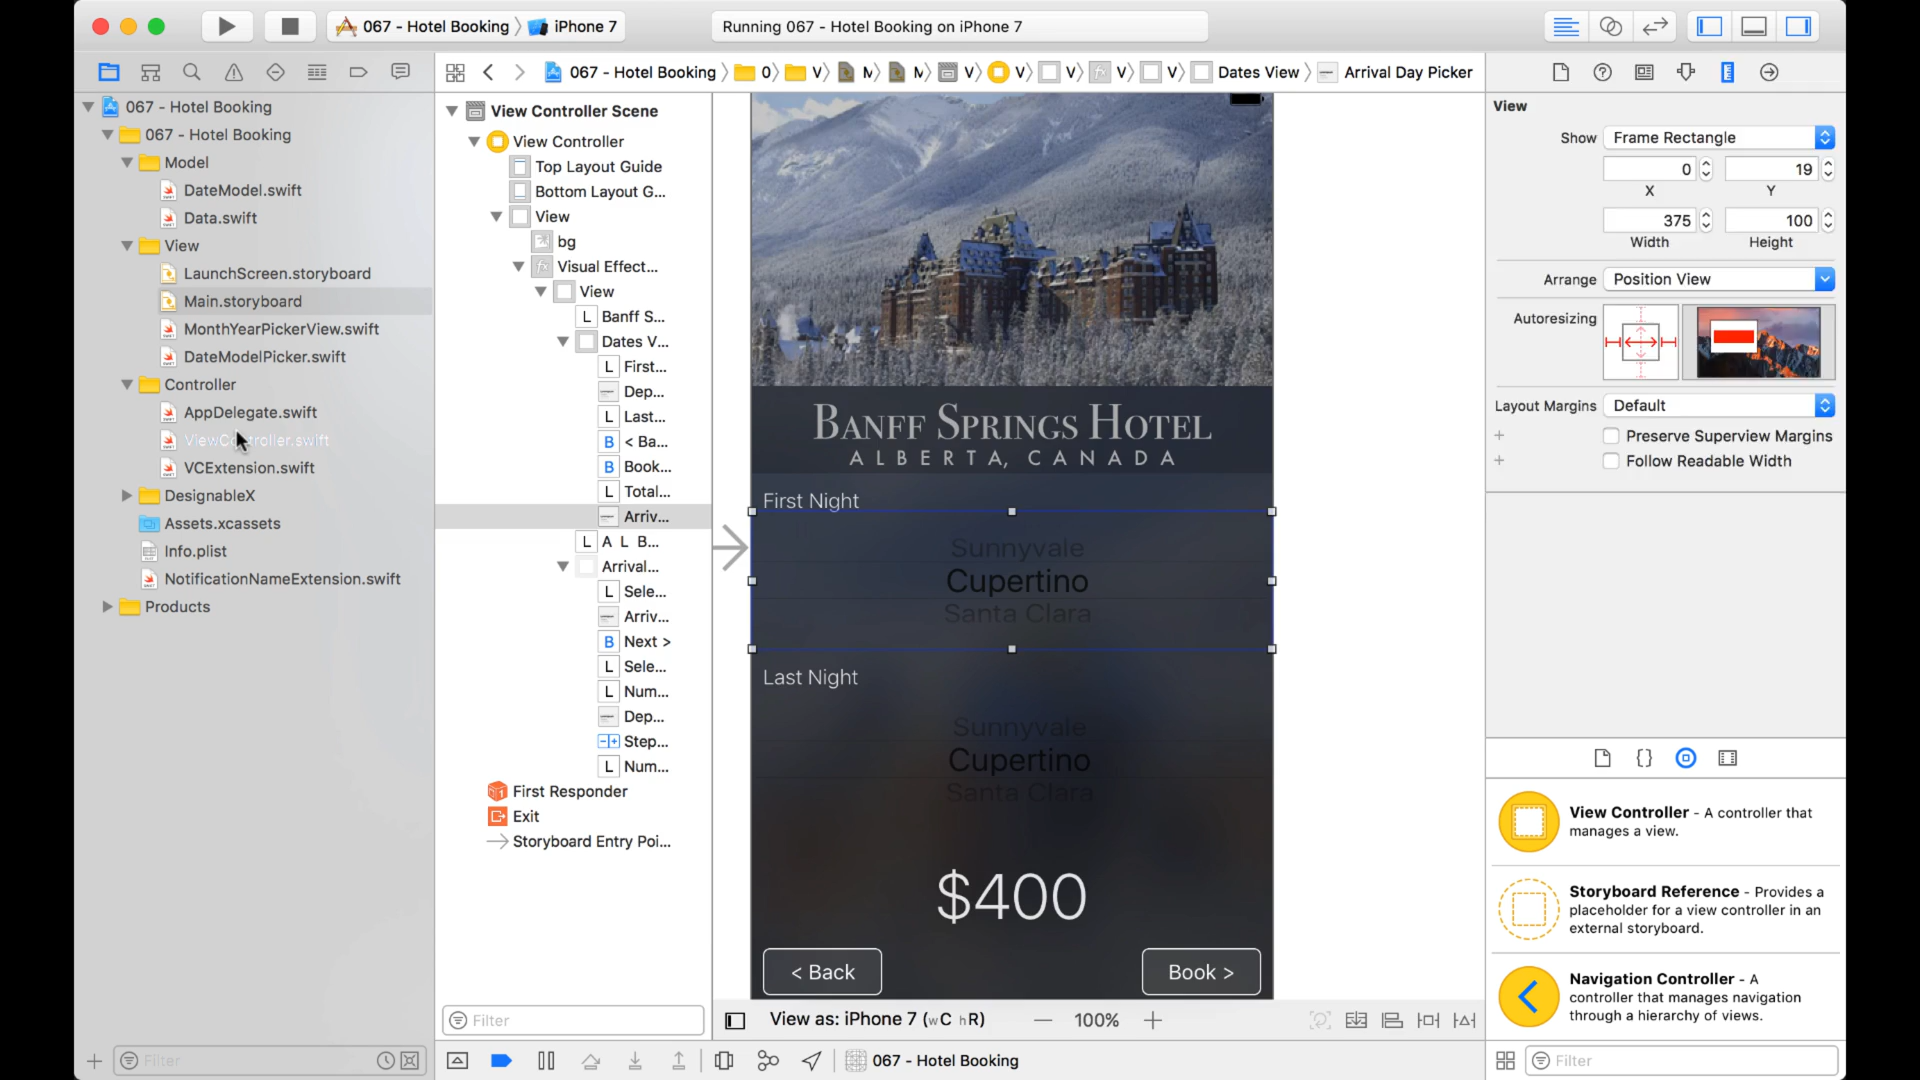 067 - Hotel Booking
iPhone 7
Running 067 - Hotel Booking on iPhone 7
067 - Hotel Booking
0
V
M
M
V
V
V
V
V
Dates View
Arrival Day Picker
067 - Hotel Booking
067 - Hotel Booking
Model
DateModel.swift
Data.swift
View
LaunchScreen.storyboard
Main.storyboard
MonthYearPickerView.swift
DateModelPicker.swift
Controller
AppDelegate.swift
ViewController.swift
VCExtension.swift
DesignableX
Assets.xcassets
Info.plist
NotificationNameExtension.swift
Products
Filter
View Controller Scene
View Controller
Top Layout Guide
Bottom Layout G...
View
bg
Visual Effect...
View
L Banff S...
Dates V...
L First...
Dep...
L Last...
B < Ba...
B Book...
L Total...
Arriv...
L A L B...
Arrival...
L Sele...
Arriv...
B Next >
L Sele...
L Num...
Dep...
Step...
L Num...
First Responder
Exit
Storyboard Entry Poi...
Filter
BANFF SPRINGS HOTEL
ALBERTA, CANADA
First Night
Sunnyvale
Cupertino
Santa Clara
Last Night
Sunnyvale
Cupertino
Santa Clara
$400
< Back
Book >
View as: iPhone 7 (wC hR)
100%
067 - Hotel Booking
View
Show Frame Rectangle
0
19
X
Y
375
100
Width
Height
Arrange Position View
Autoresizing
Layout Margins Default
Preserve Superview Margins
Follow Readable Width
View Controller - A controller that
manages a view.
Storyboard Reference - Provides a
placeholder for a view controller in an
external storyboard.
Navigation Controller - A
controller that manages navigation
through a hierarchy of views.
Filter